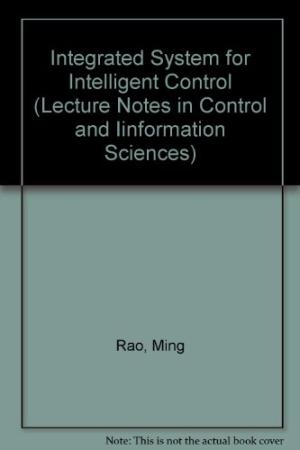 Integrated System for
Intelligent Control
(Lecture Notes in Control
and Iinformation
Sciences)
Rao, Ming
Note: This is not the actual book cover